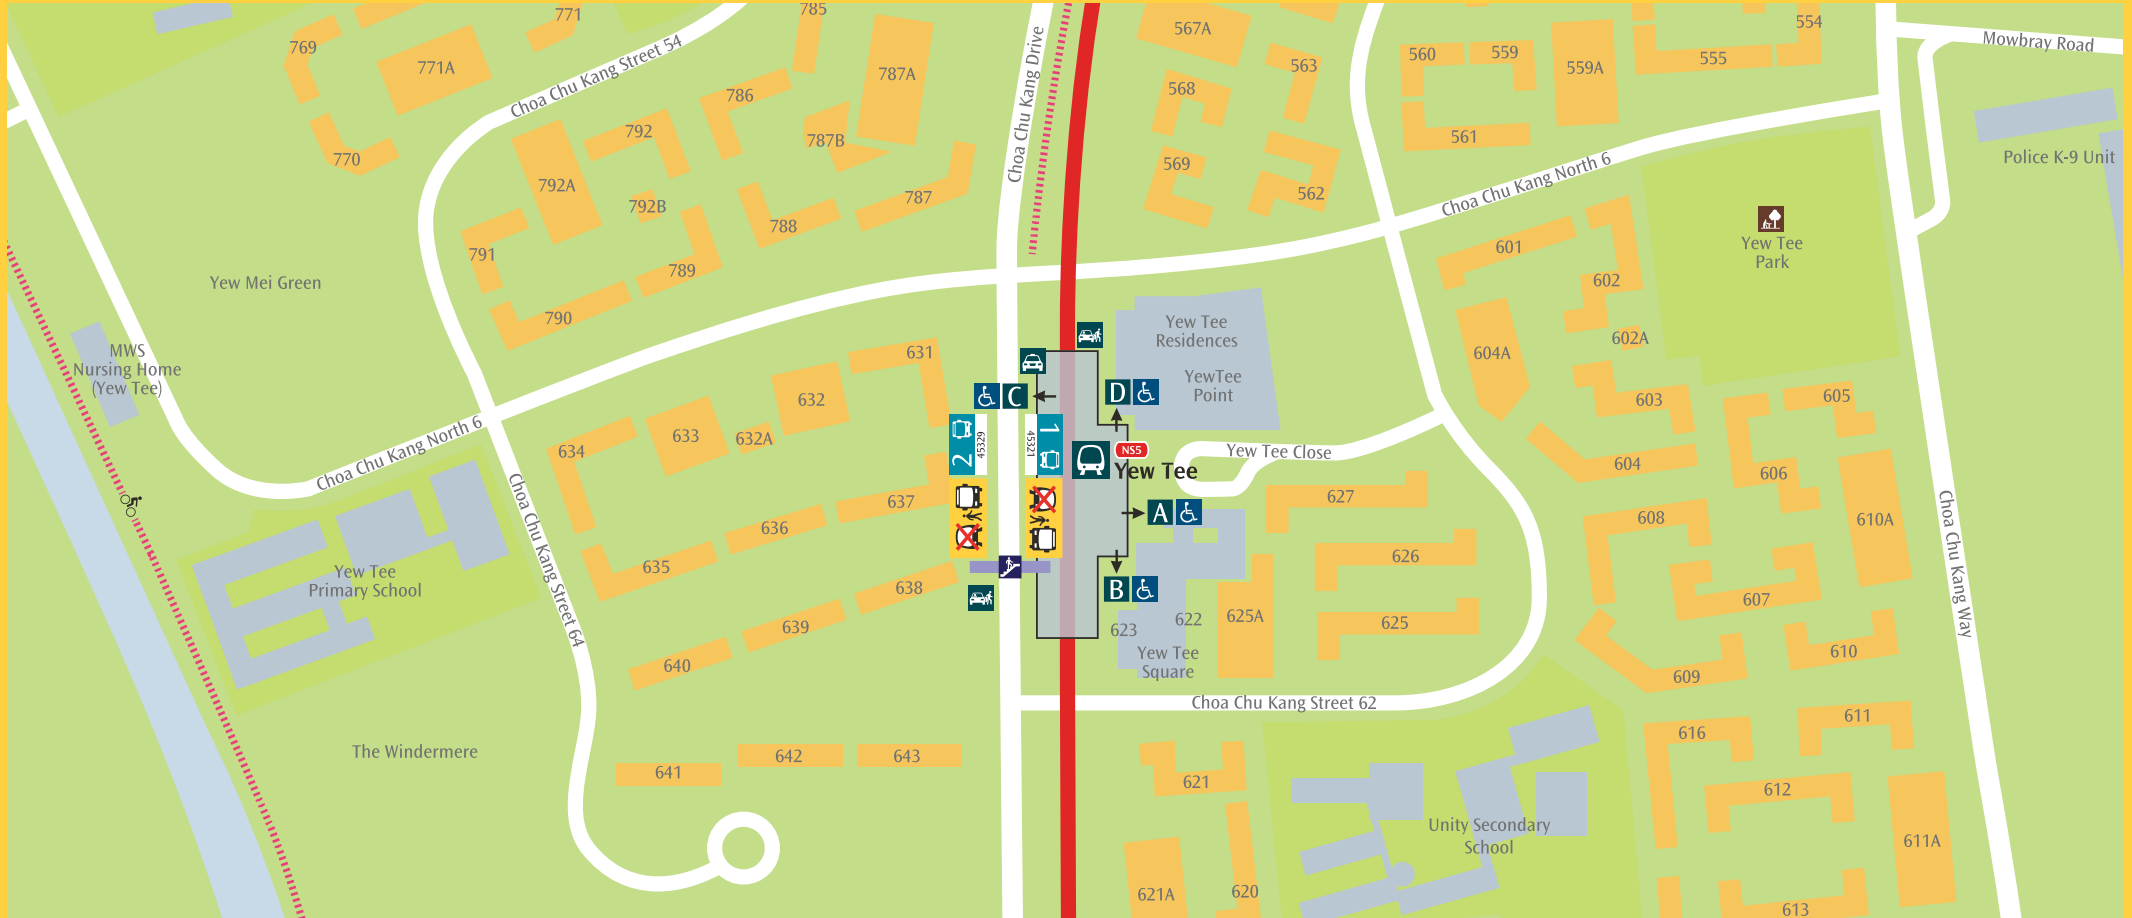 769
771
771A
770
785
787A
786
787B
792
792A
792B
791
790
789
788
787
Choa Chu Kang Street 54
Choa Chu Kang Drive
567A
568
563
569
562
560
559
559A
561
554
555
Mowbray Road
Police K-9 Unit
Choa Chu Kang North 6
Yew Tee
Park
601
602
602A
604A
603
605
604
606
Yew Mei Green
MWS
Nursing Home
(Yew Tee)
Choa Chu Kang North 6
631
632
632A
633
634
637
636
635
638
639
640
Yew Tee
Primary School
Choa Chu Kang Street 64
Yew Tee
Residences
YewTee
Point
C
D
2
45329
45321
1
NS5
Yew Tee
Yew Tee Close
A
B
627
626
625
625A
622
623
Yew Tee
Square
608
610A
607
610
609
Choa Chu Kang Way
Choa Chu Kang Street 62
The Windermere
641
642
643
621
621A
620
Unity Secondary
School
616
611
612
611A
613